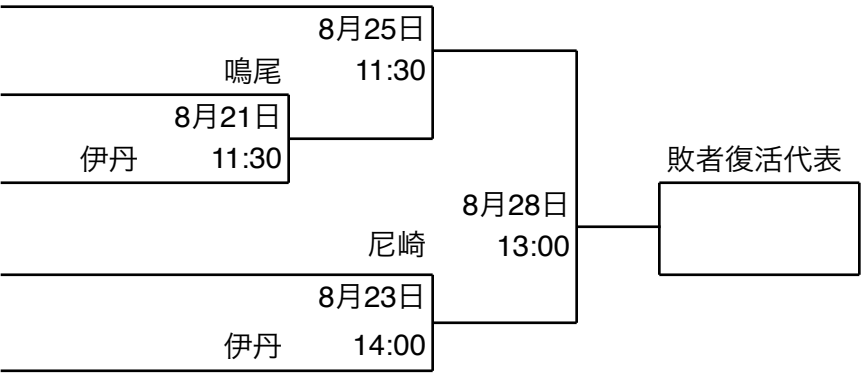 8月25日
鳴尾 11:30
8月21日
伊丹 11:30
敗者復活代表
8月28日
尼崎 13:00
8月23日
伊丹 14:00